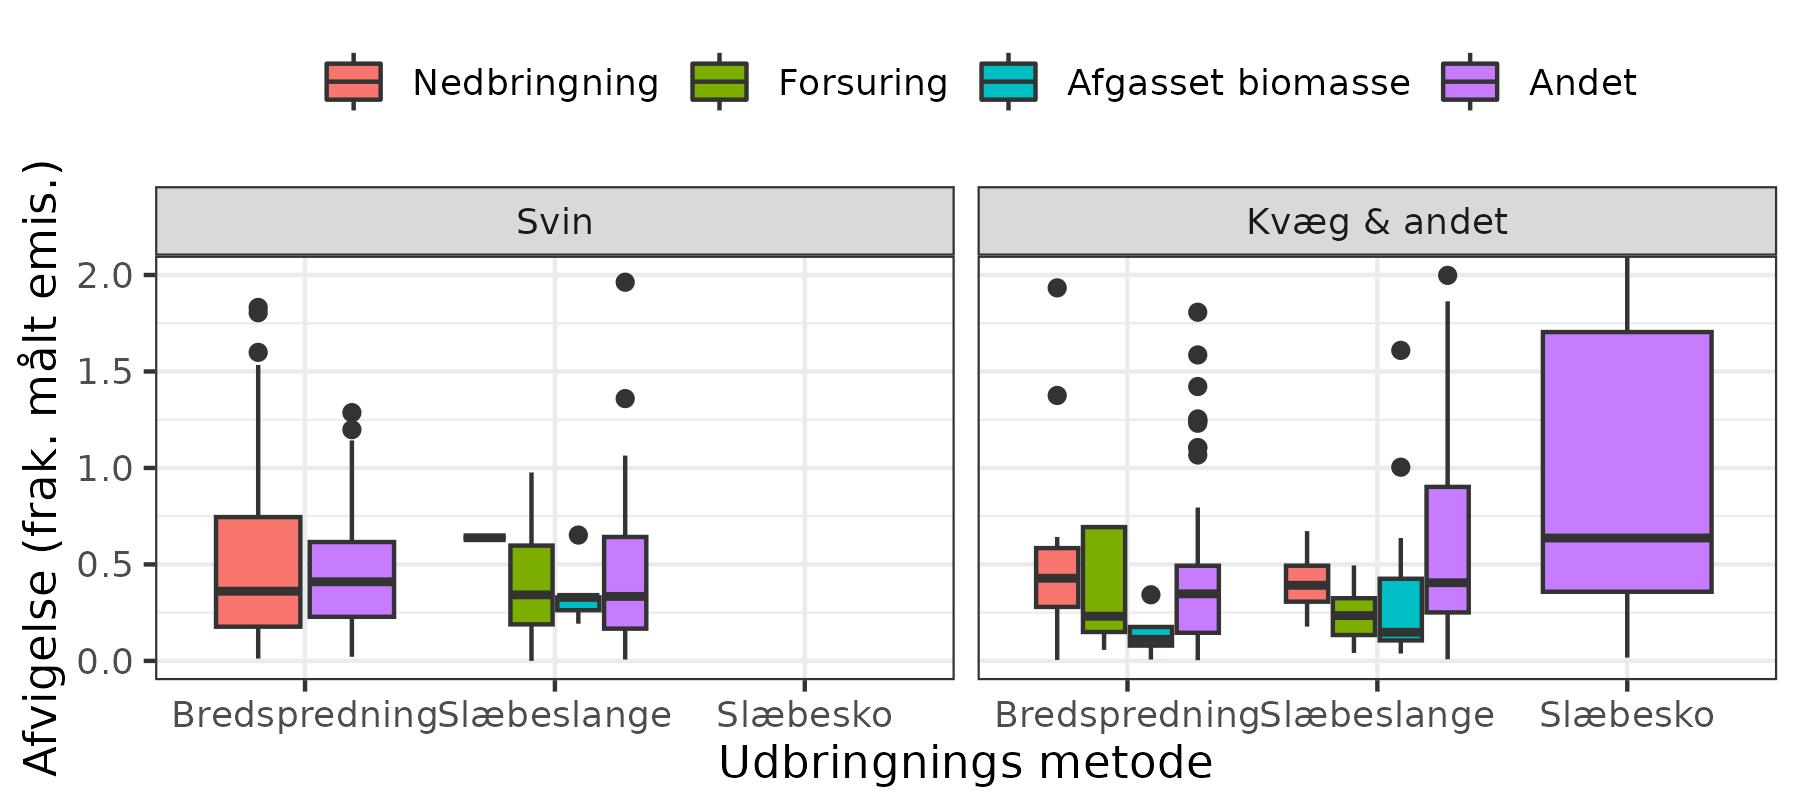 Nedbringning Forsuring Afgasset biomasse Andet
Svin Kvæg & andet
Afvigelse (frak. målt emis.)
2.0
1.5
1.0
0.5
0.0
Bredspredning Slæbeslange Slæbesko Bredspredning Slæbeslange Slæbesko
Udbringnings metode